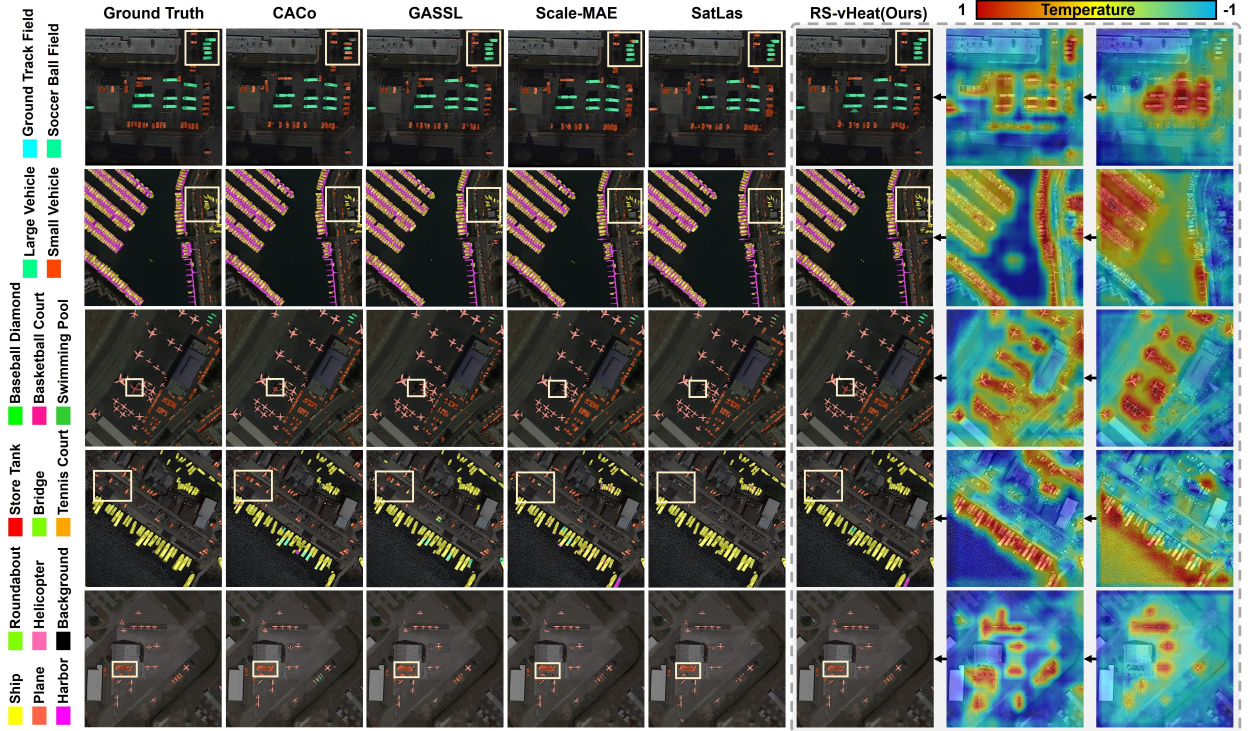 Ground Truth
CACo
GASSL
Scale-MAE
SatLas
RS-vHeat(Ours)
1
Temperature
-1
Ground Track Field
Soccer Ball Field
Large Vehicle
Small Vehicle
Baseball Diamond
Basketball Court
Swimming Pool
Store Tank
Bridge
Tennis Court
Roundabout
Helicopter
Background
Ship
Plane
Harbor